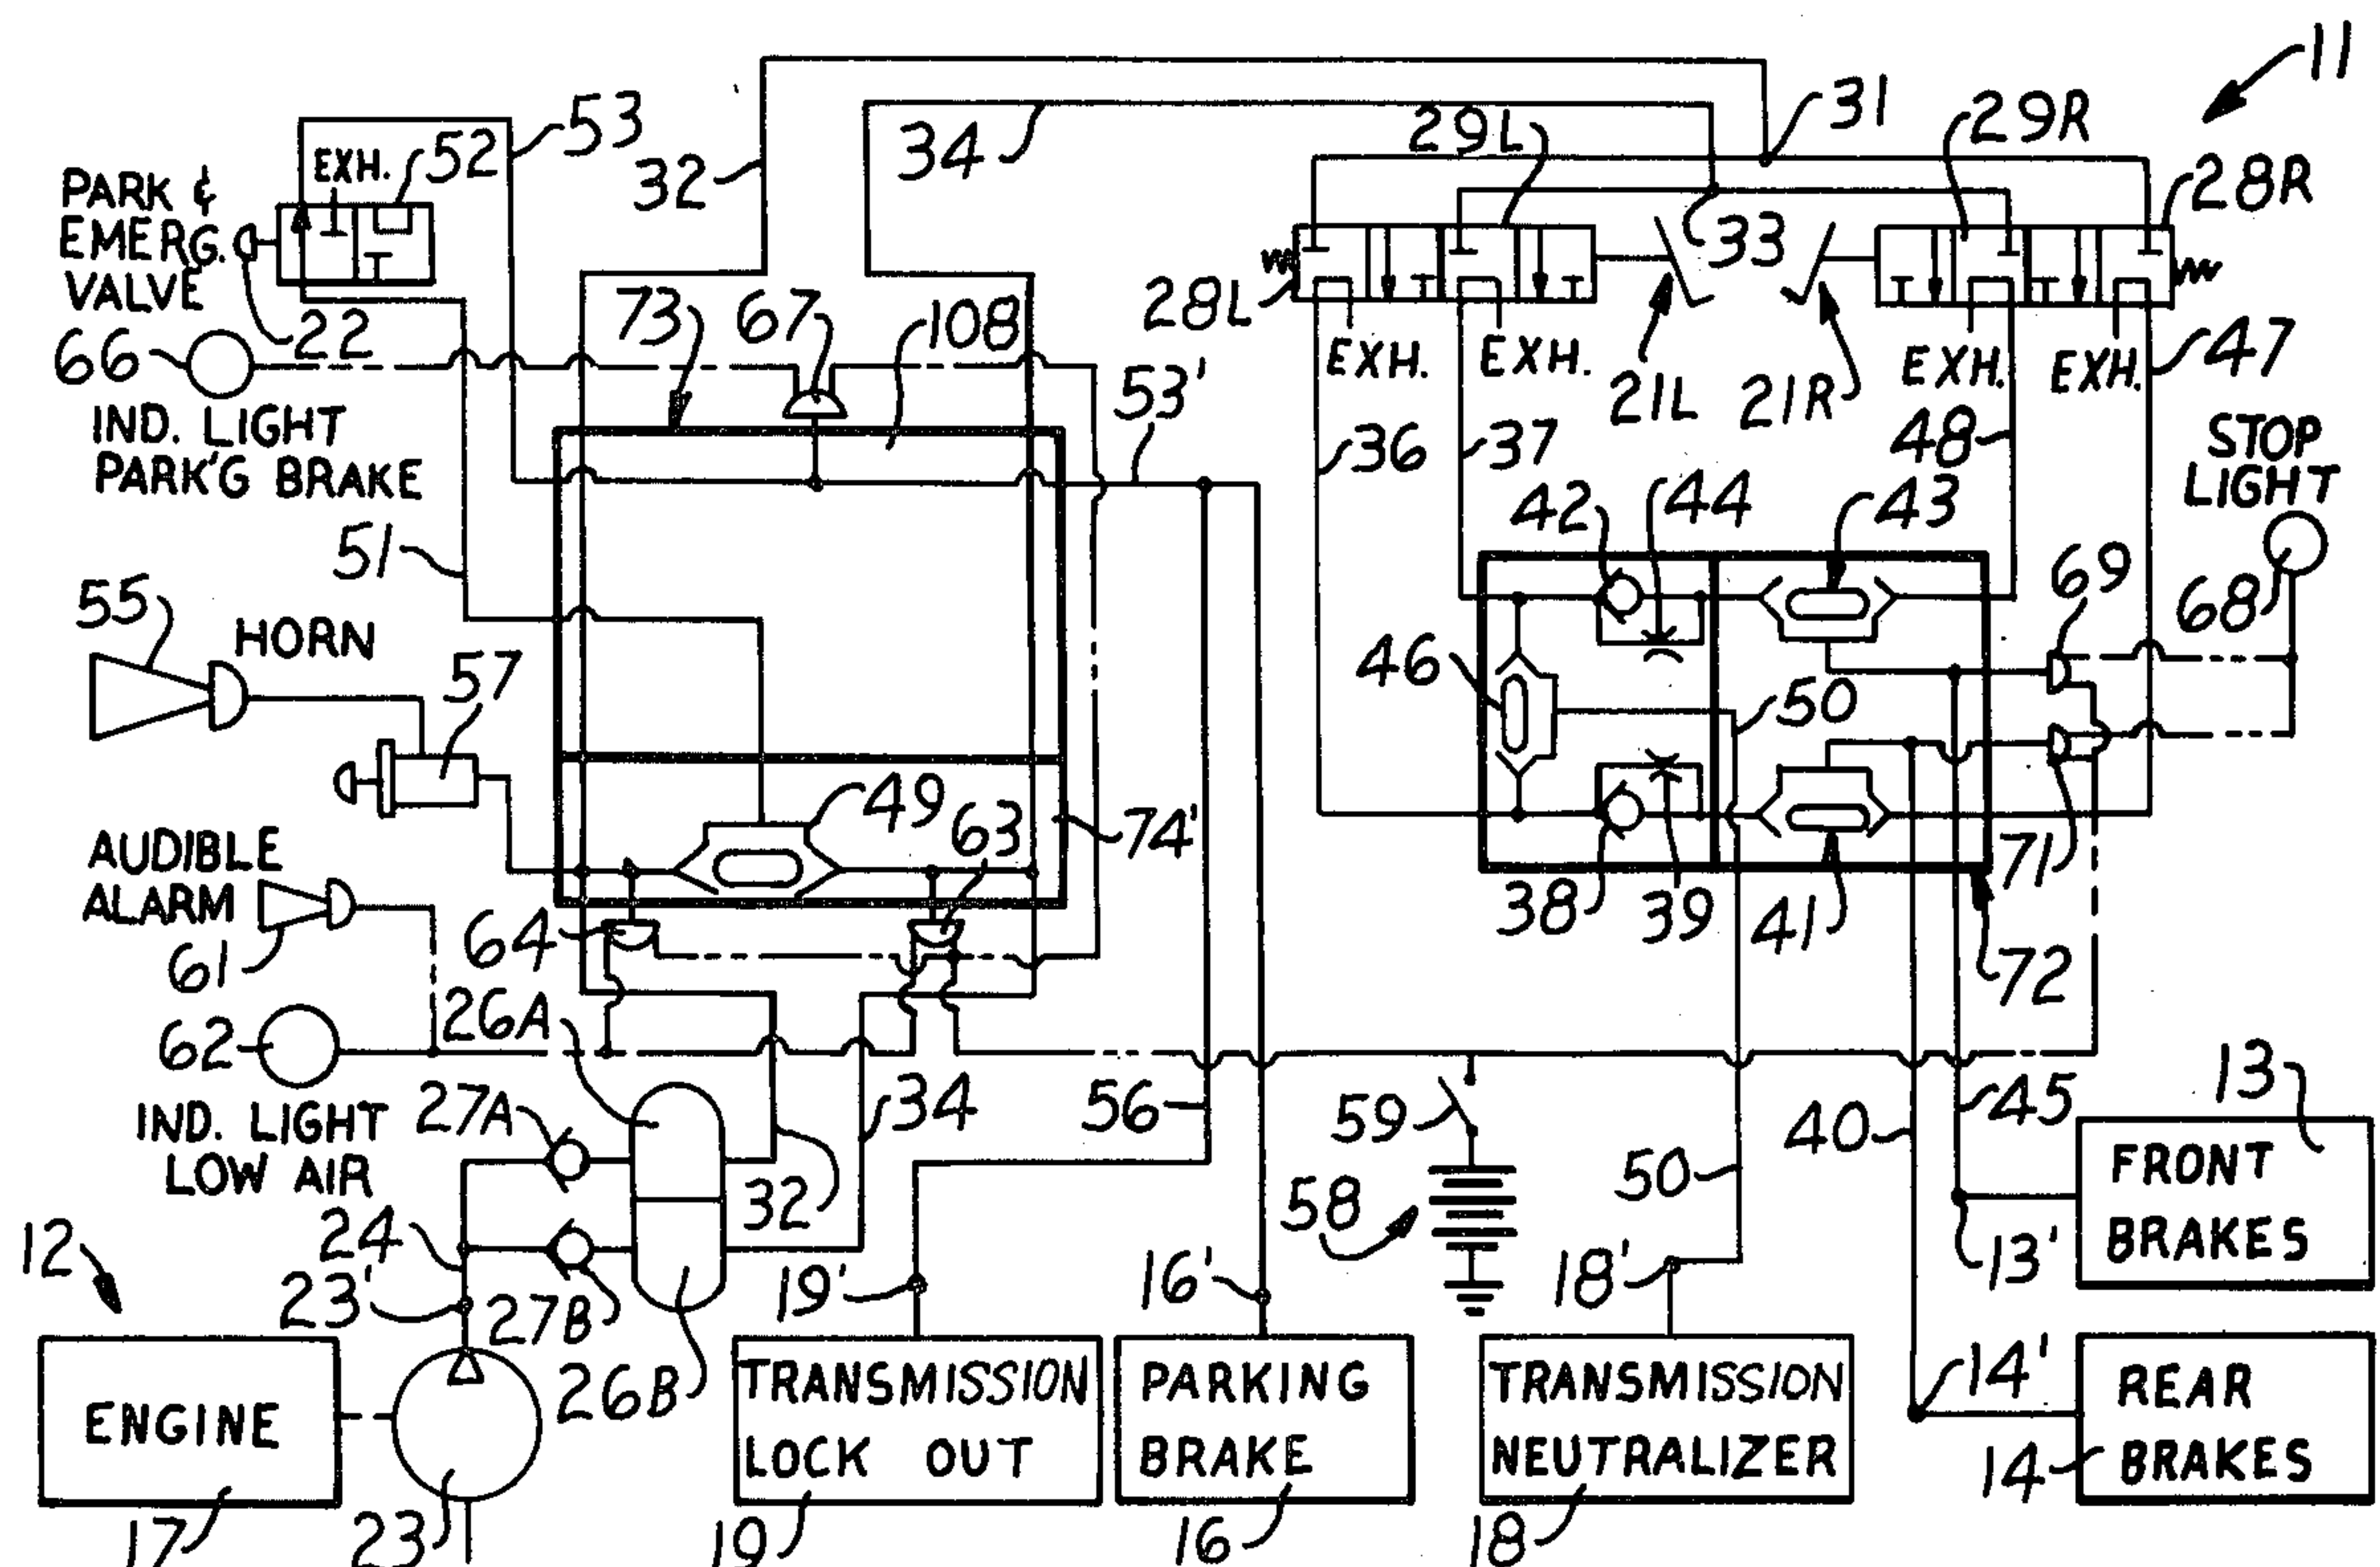 11
31
29R
28R
29L
53
32
34
EXH.
52
PARK &
EMERG.
VALVE
22
33
28L
EXH.
EXH.
21L
21R
EXH.
EXH.
47
73
67
108
66
IND. LIGHT
PARK'G BRAKE
53'
36
37
48
STOP
LIGHT
51
42
44
43
69
68
55
HORN
57
46
50
49
63
74'
71
AUDIBLE
ALARM
61
64
38
39
41
72
62
26A
IND. LIGHT
LOW AIR
27A
34
56
59
40
45
13
FRONT
BRAKES
12
24
23'
27B
32
26B
19'
16'
58
50
18'
13'
14'
ENGINE
TRANSMISSION
LOCK OUT
PARKING
BRAKE
TRANSMISSION
NEUTRALIZER
REAR
BRAKES
14
17
23
19
16
18